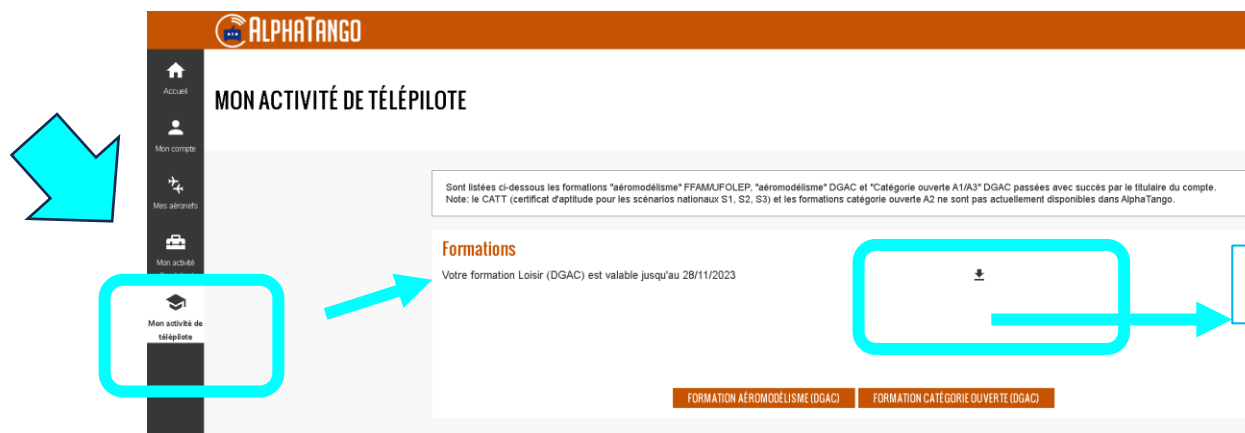 ALPHATANGO
Accueil
MON ACTIVITÉ DE TÉLÉPILOTE
Mon compte
Mes aéronefs
Sont listées ci-dessous les formations "aéromodélisme" FFAM/UFOLEP, "aéromodélisme" DGAC et "Catégorie ouverte A1/A3" DGAC passées avec succès par le titulaire du compte.
Note: le CATT (certificat d'aptitude pour les scénarios nationaux S1, S2, S3) et les formations catégorie ouverte A2 ne sont pas actuellement disponibles dans AlphaTango.
Mon activité
Formations
Votre formation Loisir (DGAC) est valable jusqu'au 28/11/2023
Mon activité de
télépilote
FORMATION AÉROMODÉLISME (DGAC)
FORMATION CATÉGORIE OUVERTE (DGAC)